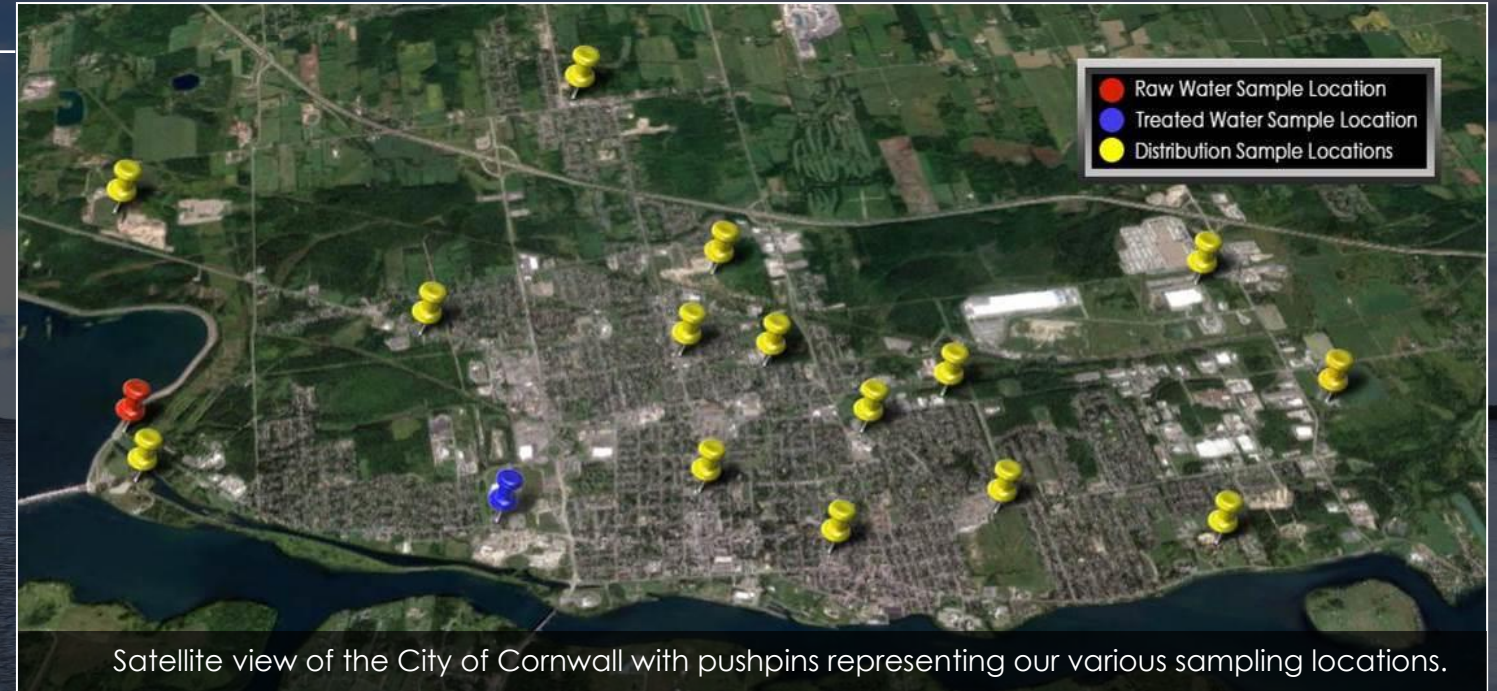 Raw Water Sample Location
Treated Water Sample Location
Distribution Sample Locations
Satellite view of the City of Cornwall with pushpins representing our various sampling locations.